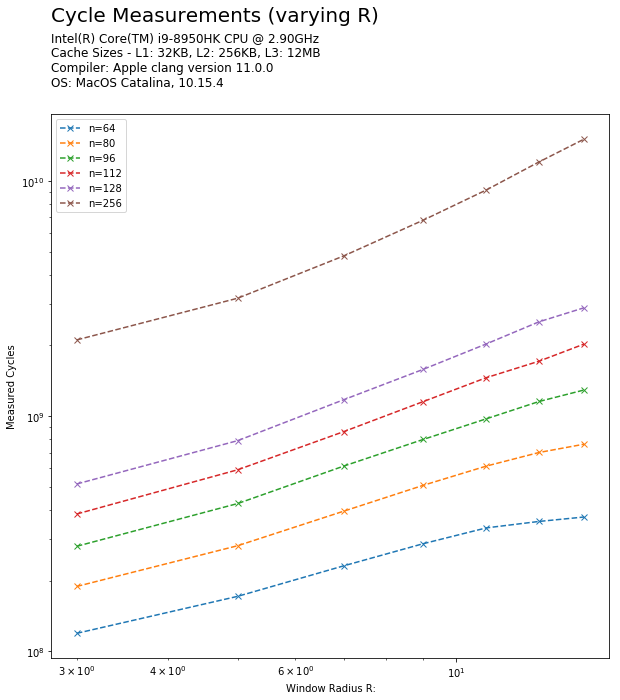 Cycle Measurements (varying R)
Intel(R) Core(TM) i9-8950HK CPU @ 2.90GHz
Cache Sizes - L1: 32KB, L2: 256KB, L3: 12MB
Compiler: Apple clang version 11.0.0
OS: MacOS Catalina, 10.15.4
n=64
n=80
n=96
n=112
n=128
n=256
10¹⁰
10⁹
10⁸
Measured Cycles
3 × 10⁰ 4 × 10⁰ 6 × 10⁰ 10¹
Window Radius R: